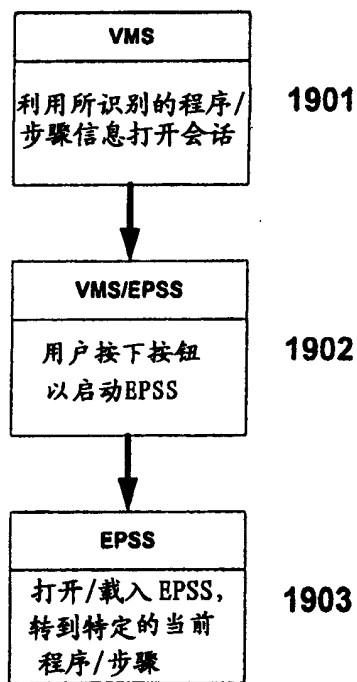 VMS
利用所识别的程序/
步骤信息打开会话
1901
VMS/EPSS
用户按下按钮
以启动EPSS
1902
EPSS
打开/载入 EPSS,
转到特定的当前
程序/步骤
1903